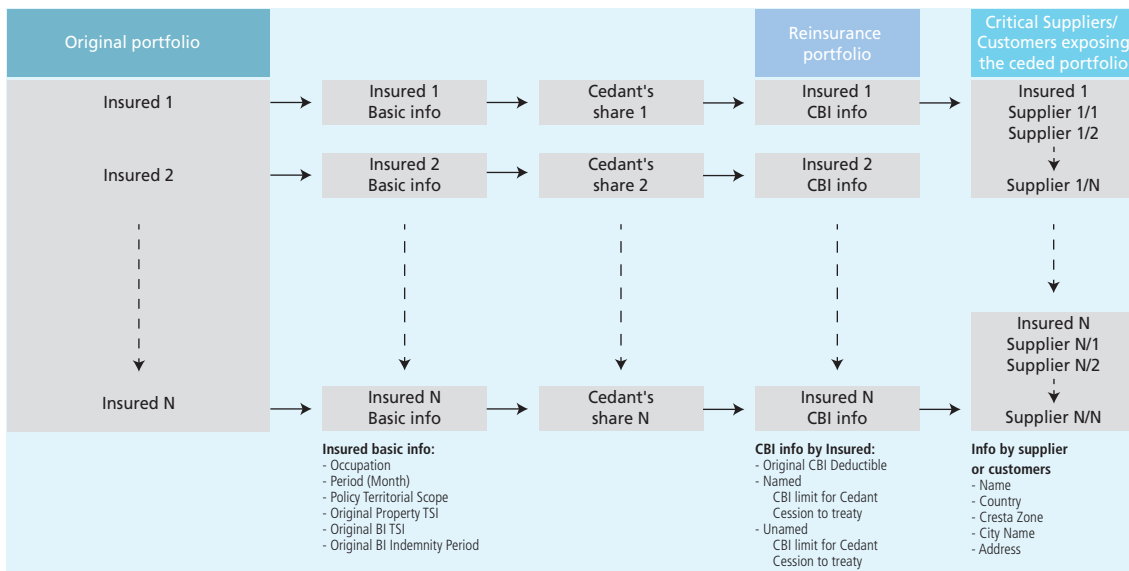 Original portfolio
Reinsurance
portfolio
Critical Suppliers/
Customers exposing
the ceded portfolio
Insured 1
Insured 1
Basic info
Cedant's
share 1
Insured 1
CBI info
Insured 1
Supplier 1/1
Supplier 1/2
Supplier 1/N
Insured 2
Insured 2
Basic info
Cedant's
share 2
Insured 2
CBI info
Insured N
Insured N
Basic info
Cedant's
share N
Insured N
CBI info
Insured N
Supplier N/1
Supplier N/2
Supplier N/N
Insured basic info:
- Occupation
- Period (Month)
- Policy Territorial Scope
- Original Property TSI
- Original BI TSI
- Original BI Indemnity Period
CBI info by Insured:
- Original CBI Deductible
- Named
CBI limit for Cedant
Cession to treaty
- Unamed
CBI limit for Cedant
Cession to treaty
Info by supplier
or customers
- Name
- Country
- Cresta Zone
- City Name
- Address